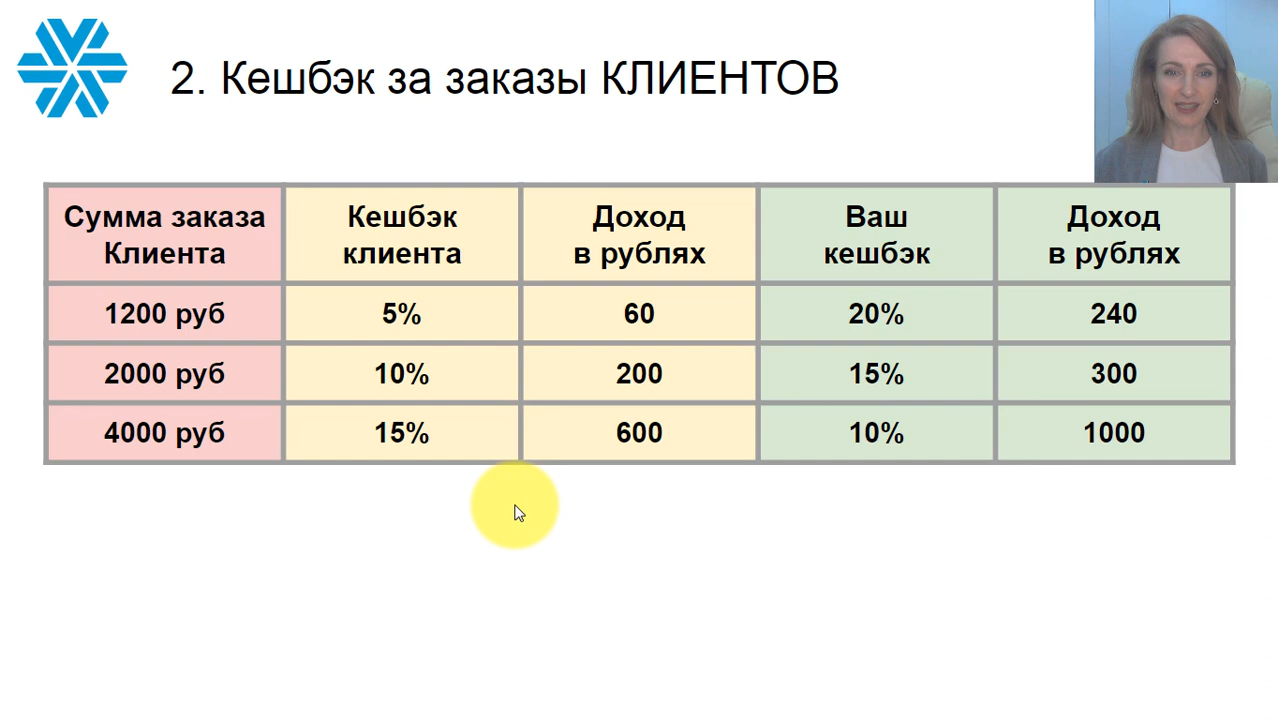 2. Кешбэк за заказы КЛИЕНТОВ
Сумма заказа Клиента
Кешбэк клиента
Доход в рублях
Ваш кешбэк
Доход в рублях
1200 руб
5%
60
20%
240
2000 руб
10%
200
15%
300
4000 руб
15%
600
10%
1000